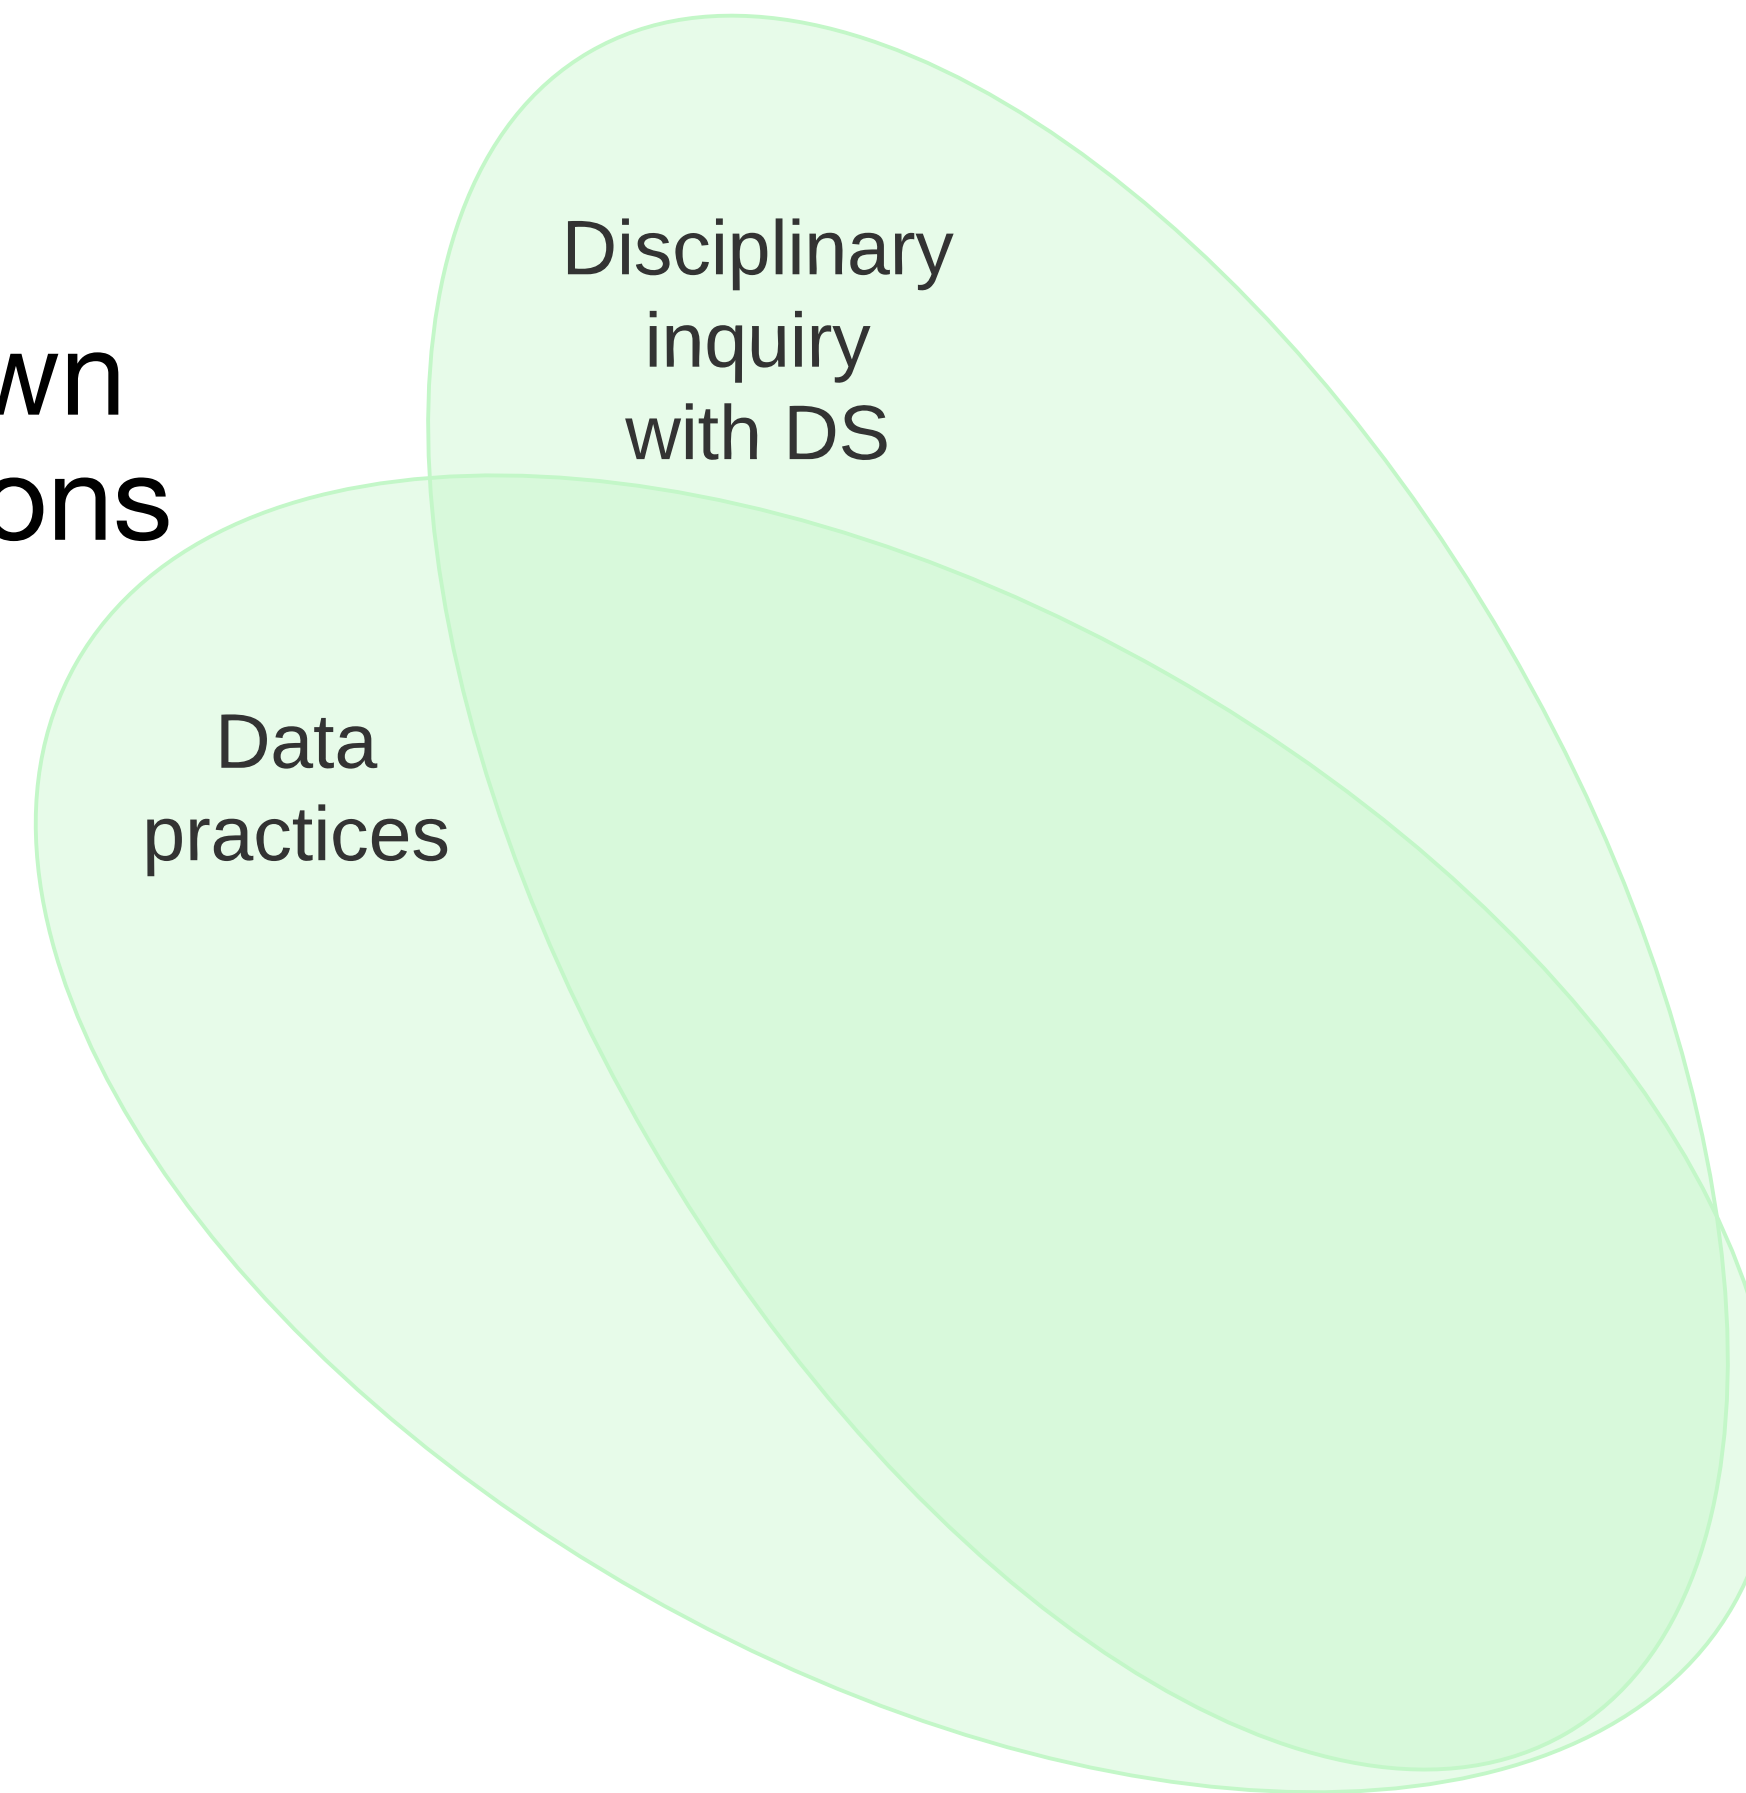 Disciplinary
inquiry
with DS
wn
ons
Data
practices